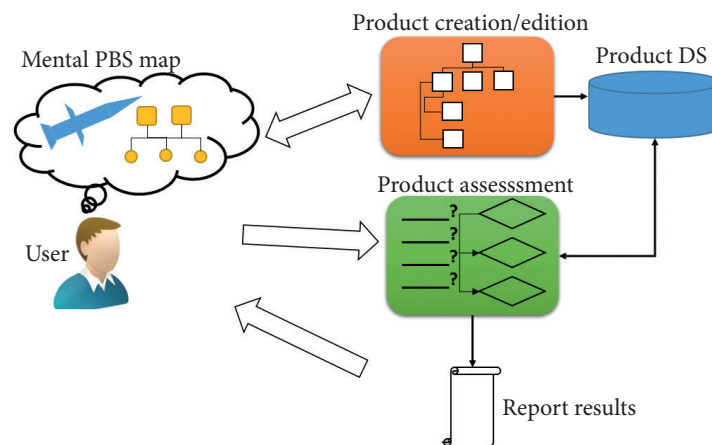 Product creation/edition
Mental PBS map
Product DS
Product assesssment
?
?
?
?
User
Report results